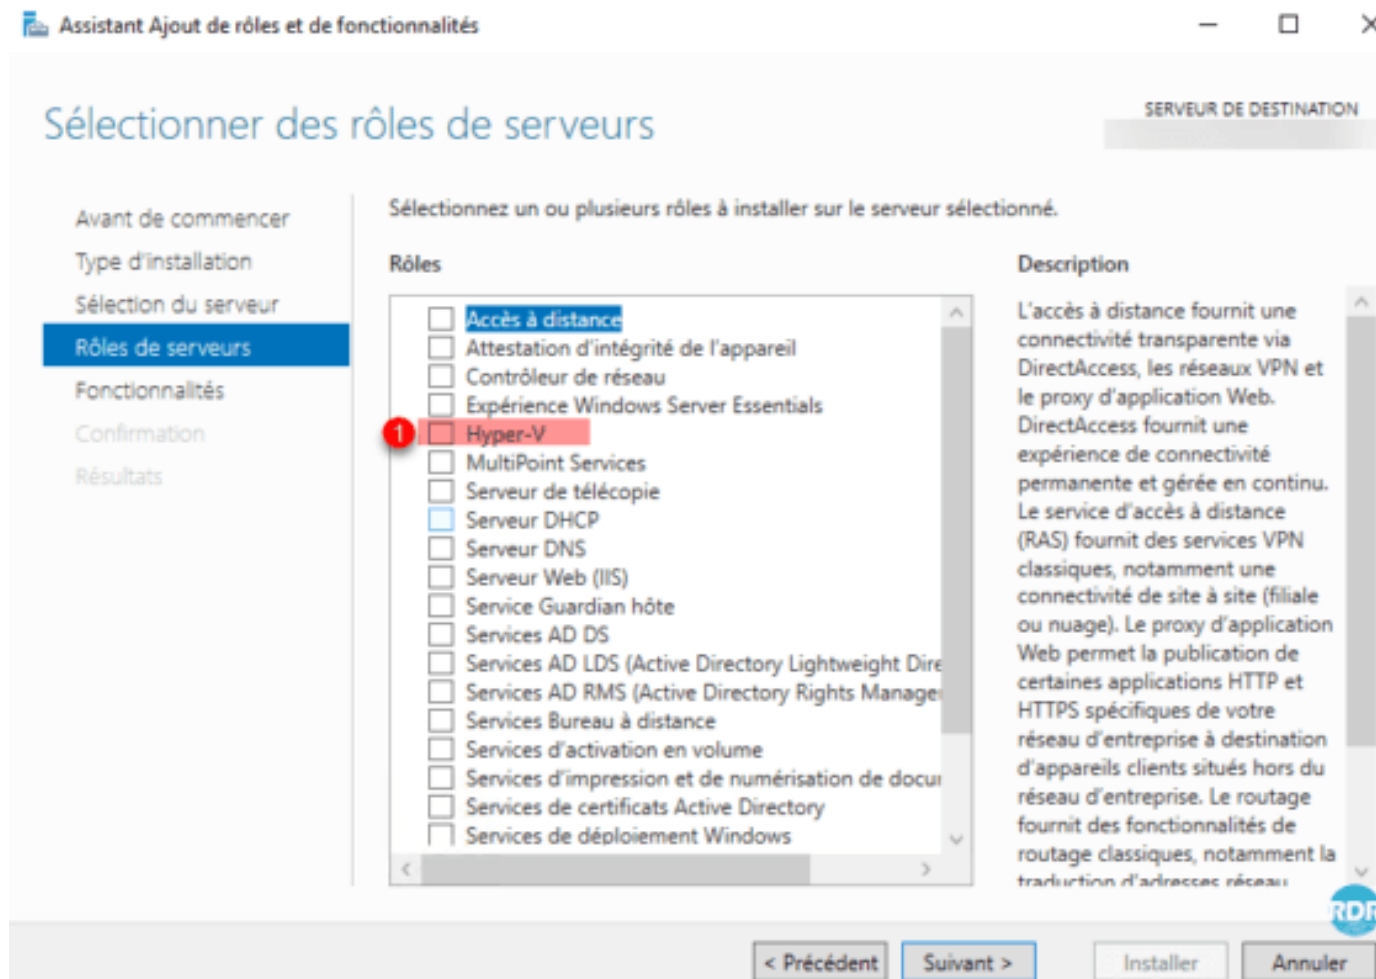 Assistant Ajout de rôles et de fonctionnalités
Sélectionner des rôles de serveurs
SERVEUR DE DESTINATION
Avant de commencer
Type d'installation
Sélection du serveur
Rôles de serveurs
Fonctionnalités
Confirmation
Résultats
Sélectionnez un ou plusieurs rôles à installer sur le serveur sélectionné.
Rôles
Accès à distance
Attestation d'intégrité de l'appareil
Contrôleur de réseau
Expérience Windows Server Essentials
1 Hyper-V
MultiPoint Services
Serveur de télécopie
Serveur DHCP
Serveur DNS
Serveur Web (IIS)
Service Guardian hôte
Services AD DS
Services AD LDS (Active Directory Lightweight Dire
Services AD RMS (Active Directory Rights Manage
Services Bureau à distance
Services d'activation en volume
Services d'impression et de numérisation de docu
Services de certificats Active Directory
Services de déploiement Windows
Description
L'accès à distance fournit une
connectivité transparente via
DirectAccess, les réseaux VPN et
le proxy d'application Web.
DirectAccess fournit une
expérience de connectivité
permanente et gérée en continu.
Le service d'accès à distance
(RAS) fournit des services VPN
classiques, notamment une
connectivité de site à site (filiale
ou nuage). Le proxy d'application
Web permet la publication de
certaines applications HTTP et
HTTPS spécifiques de votre
réseau d'entreprise à destination
d'appareils clients situés hors du
réseau d'entreprise. Le routage
fournit des fonctionnalités de
routage classiques, notamment la
traduction d'adresses réseau
RDR
< Précédent
Suivant >
Installer
Annuler